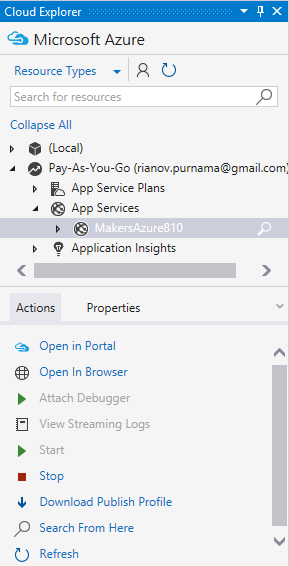 Cloud Explorer
Microsoft Azure
Resource Types
Search for resources
Collapse All
(Local)
Pay-As-You-Go (rianov.purnama@gmail.com)
App Service Plans
App Services
MakersAzure810
Application Insights
Actions Properties
Open in Portal
Open In Browser
Attach Debugger
View Streaming Logs
Start
Stop
Download Publish Profile
Search From Here
Refresh